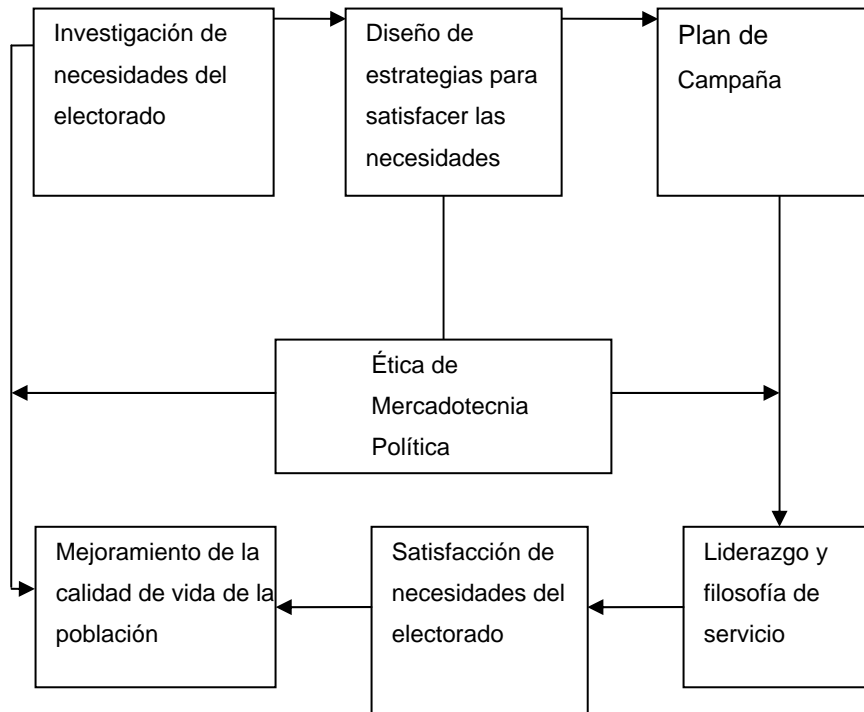 Investigación de
necesidades del
electorado
Diseño de
estrategias para
satisfacer las
necesidades
Plan de
Campaña
Ética de
Mercadotecnia
Política
Mejoramiento de la
calidad de vida de la
población
Satisfacción de
necesidades del
electorado
Liderazgo y
filosofía de
servicio